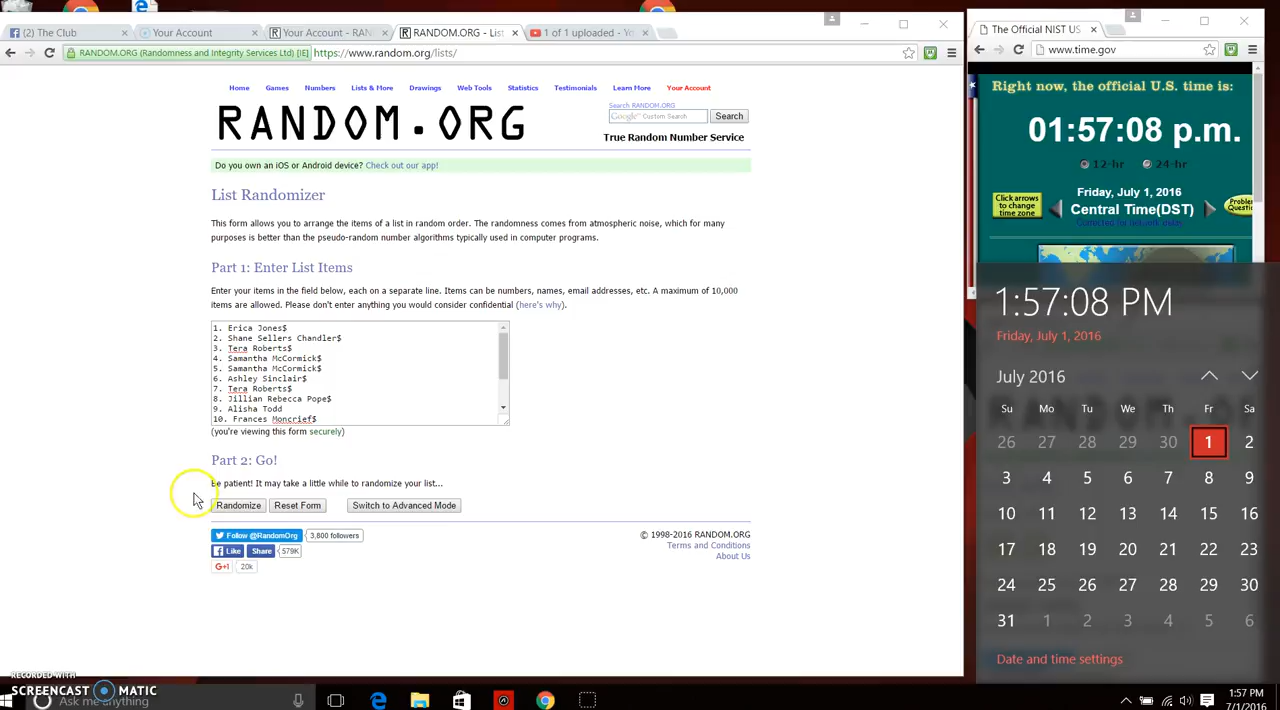 (2) The Club
Your Account
Your Account - RAN
RANDOM.ORG - List
1 of 1 uploaded - Yo
RANDOM.ORG (Randomness and Integrity Services Ltd) [IE]
https://www.random.org/lists/
Home Games Numbers Lists & More Drawings Web Tools Statistics Testimonials Learn More Your Account
RANDOM.ORG
Search RANDOM.ORG
Google™ Custom Search
Search
True Random Number Service
Do you own an iOS or Android device? Check out our app!
List Randomizer
This form allows you to arrange the items of a list in random order. The randomness comes from atmospheric noise, which for many
purposes is better than the pseudo-random number algorithms typically used in computer programs.
Part 1: Enter List Items
Enter your items in the field below, each on a separate line. Items can be numbers, names, email addresses, etc. A maximum of 10,000
items are allowed. Please don't enter anything you would consider confidential (here's why).
1. Erica Jones$
2. Shane Sellers Chandler$
3. Tera Roberts$
4. Samantha McCormick$
5. Samantha McCormick$
6. Ashley Sinclair$
7. Tera Roberts$
8. Jillian Rebecca Pope$
9. Alisha Todd
10. Frances Moncrief$
(you're viewing this form securely)
Part 2: Go!
Be patient! It may take a little while to randomize your list...
Randomize
Reset Form
Switch to Advanced Mode
Follow @RandomOrg
3,800 followers
Like
Share
579K
G+1
20k
© 1998-2016 RANDOM.ORG
Terms and Conditions
About Us
RECORDED WITH
SCREENCAST MATIC
Ask me anything
The Official NIST US
www.time.gov
Right now, the official U.S. time is:
01:57:08 p.m.
12-hr 24-hr
Click arrows
to change
time zone
Friday, July 1, 2016
Central Time(DST)
Problem
Questio
1:57:08 PM
Friday, July 1, 2016
July 2016
Su Mo Tu We Th Fr Sa
26 27 28 29 30 1 2
3 4 5 6 7 8 9
10 11 12 13 14 15 16
17 18 19 20 21 22 23
24 25 26 27 28 29 30
31 1 2 3 4 5 6
Date and time settings
1:57 PM
7/1/2016